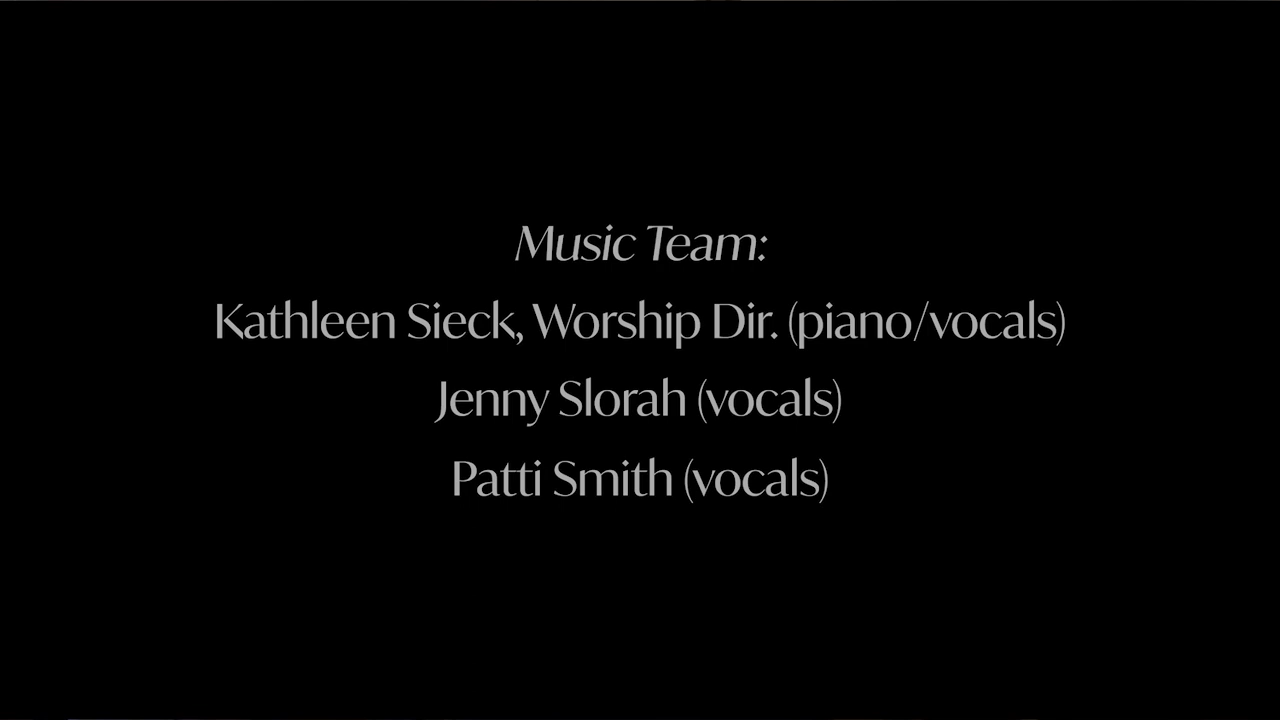 Music Team:
Kathleen Sieck, Worship Dir. (piano/vocals)
Jenny Slorah (vocals)
Patti Smith (vocals)